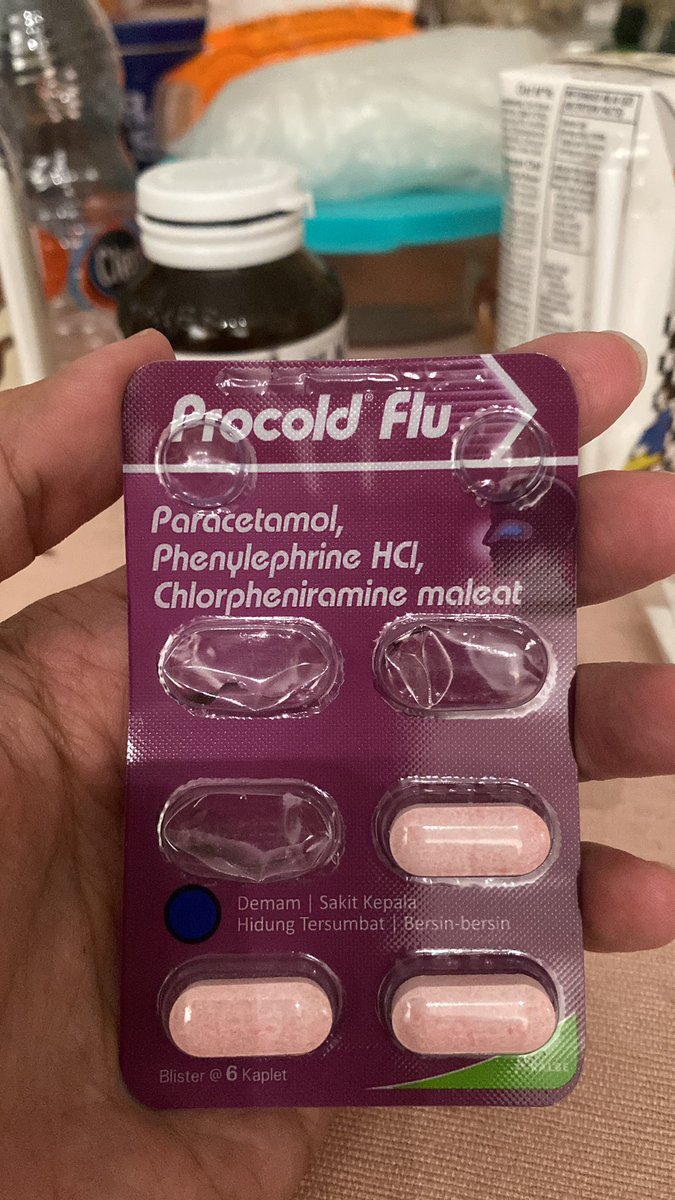 Procold® Flu
Paracetamol,
Phenylephrine HCl,
Chlorpheniramine maleat
Demam | Sakit Kepala
Hidung Tersumbat | Bersin-bersin
Blister @ 6 Kaplet